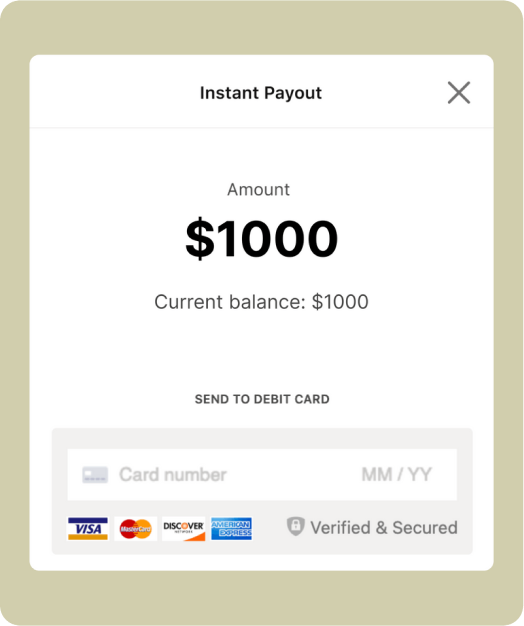 Instant Payout
Amount
$1000
Current balance: $1000
SEND TO DEBIT CARD
Card number MM / YY
VISA MasterCard DISCOVER NETWORK AMERICAN EXPRESS Verified & Secured